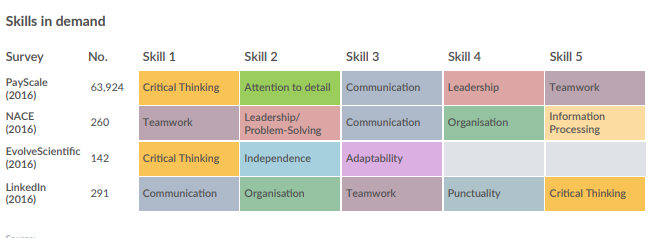 Skills in demand
Survey No. Skill 1 Skill 2 Skill 3 Skill 4 Skill 5
PayScale
(2016) 63,924 Critical Thinking Attention to detail Communication Leadership Teamwork
NACE
(2016) 260 Teamwork Leadership/
Problem-Solving Communication Organisation Information
Processing
EvolveScientific
(2016) 142 Critical Thinking Independence Adaptability
LinkedIn
(2016) 291 Communication Organisation Teamwork Punctuality Critical Thinking